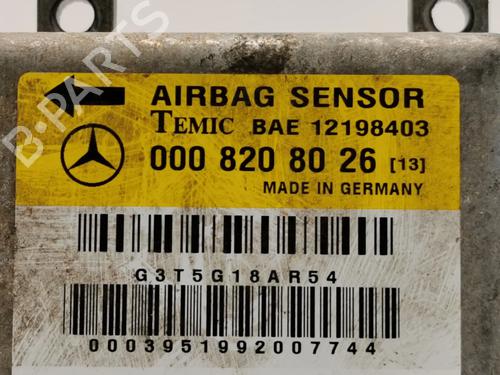 AIRBAG SENSOR
TEMIC BAE 12198403
000 820 80 26 [13]
MADE IN GERMANY
G3T5G18AR54
0003951992007744
B-PARTS